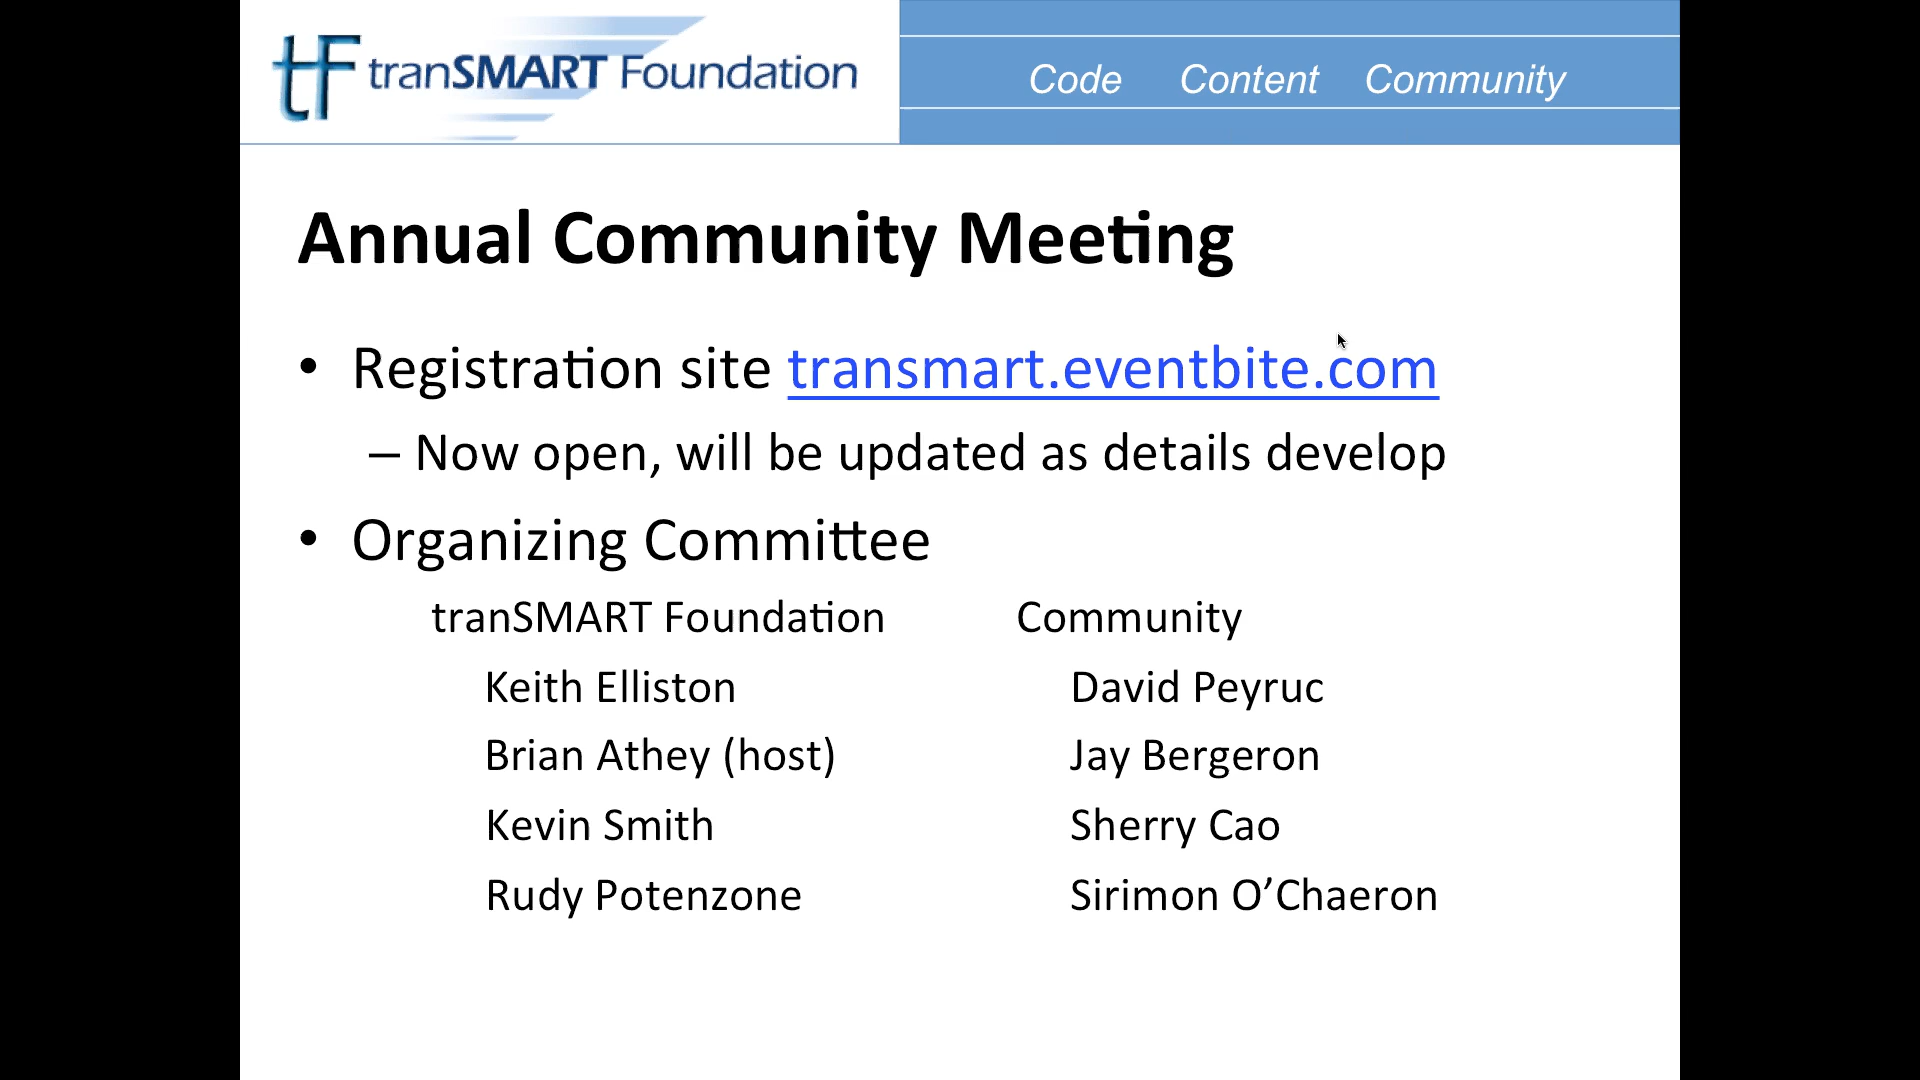 tF tranSMART Foundation
Code Content Community
Annual Community Meeting
• Registration site transmart.eventbite.com
– Now open, will be updated as details develop
• Organizing Committee
tranSMART Foundation Community
Keith Elliston David Peyruc
Brian Athey (host) Jay Bergeron
Kevin Smith Sherry Cao
Rudy Potenzone Sirimon O’Chaeron